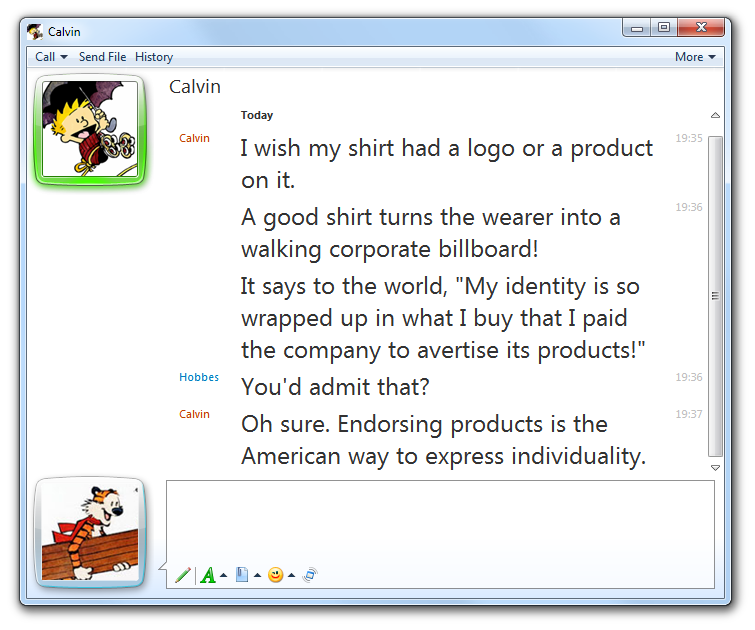 Calvin
Call Send File History More
Calvin
Today
Calvin I wish my shirt had a logo or a product 19:35
on it.
A good shirt turns the wearer into a 19:36
walking corporate billboard!
It says to the world, "My identity is so
wrapped up in what I buy that I paid
the company to avertise its products!"
Hobbes You'd admit that? 19:36
Calvin Oh sure. Endorsing products is the 19:37
American way to express individuality.
A